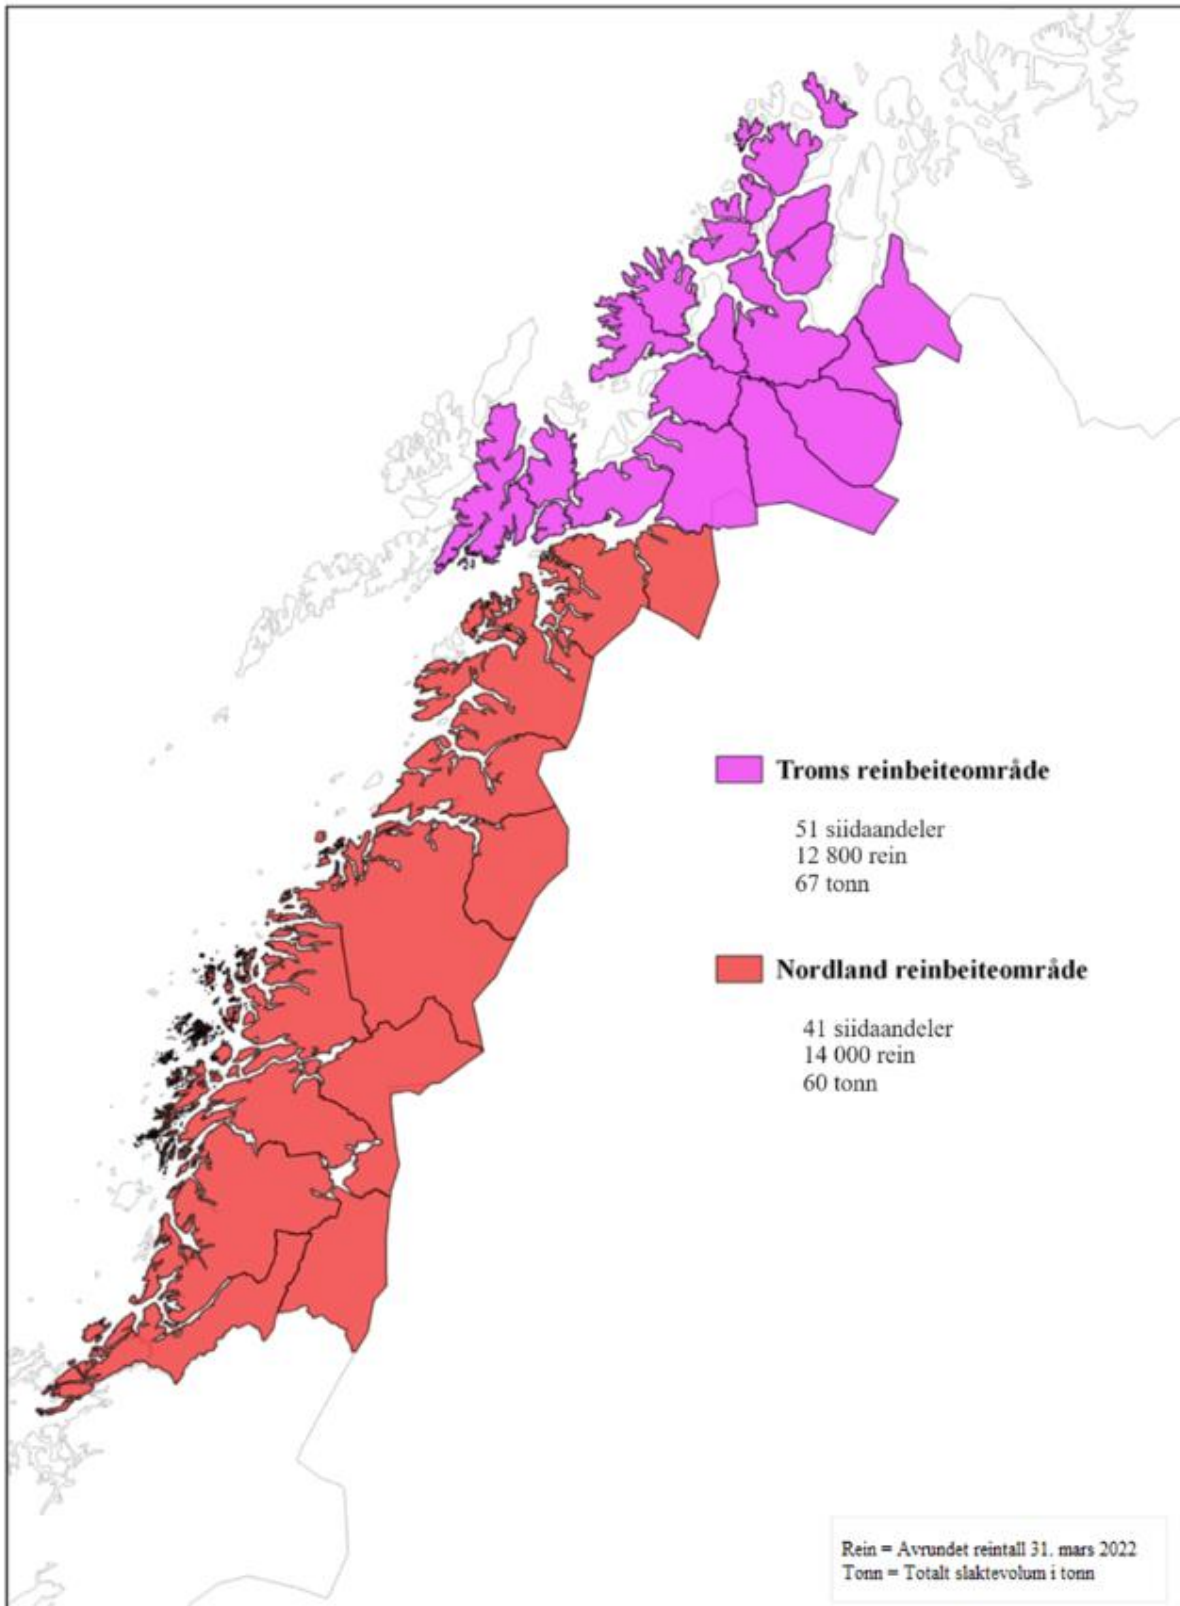 Troms reinbeiteområde
51 siidaandeler
12 800 rein
67 tonn
Nordland reinbeiteområde
41 siidaandeler
14 000 rein
60 tonn
Rein = Avrundet reintall 31. mars 2022
Tonn = Totalt slaktevolum i tonn